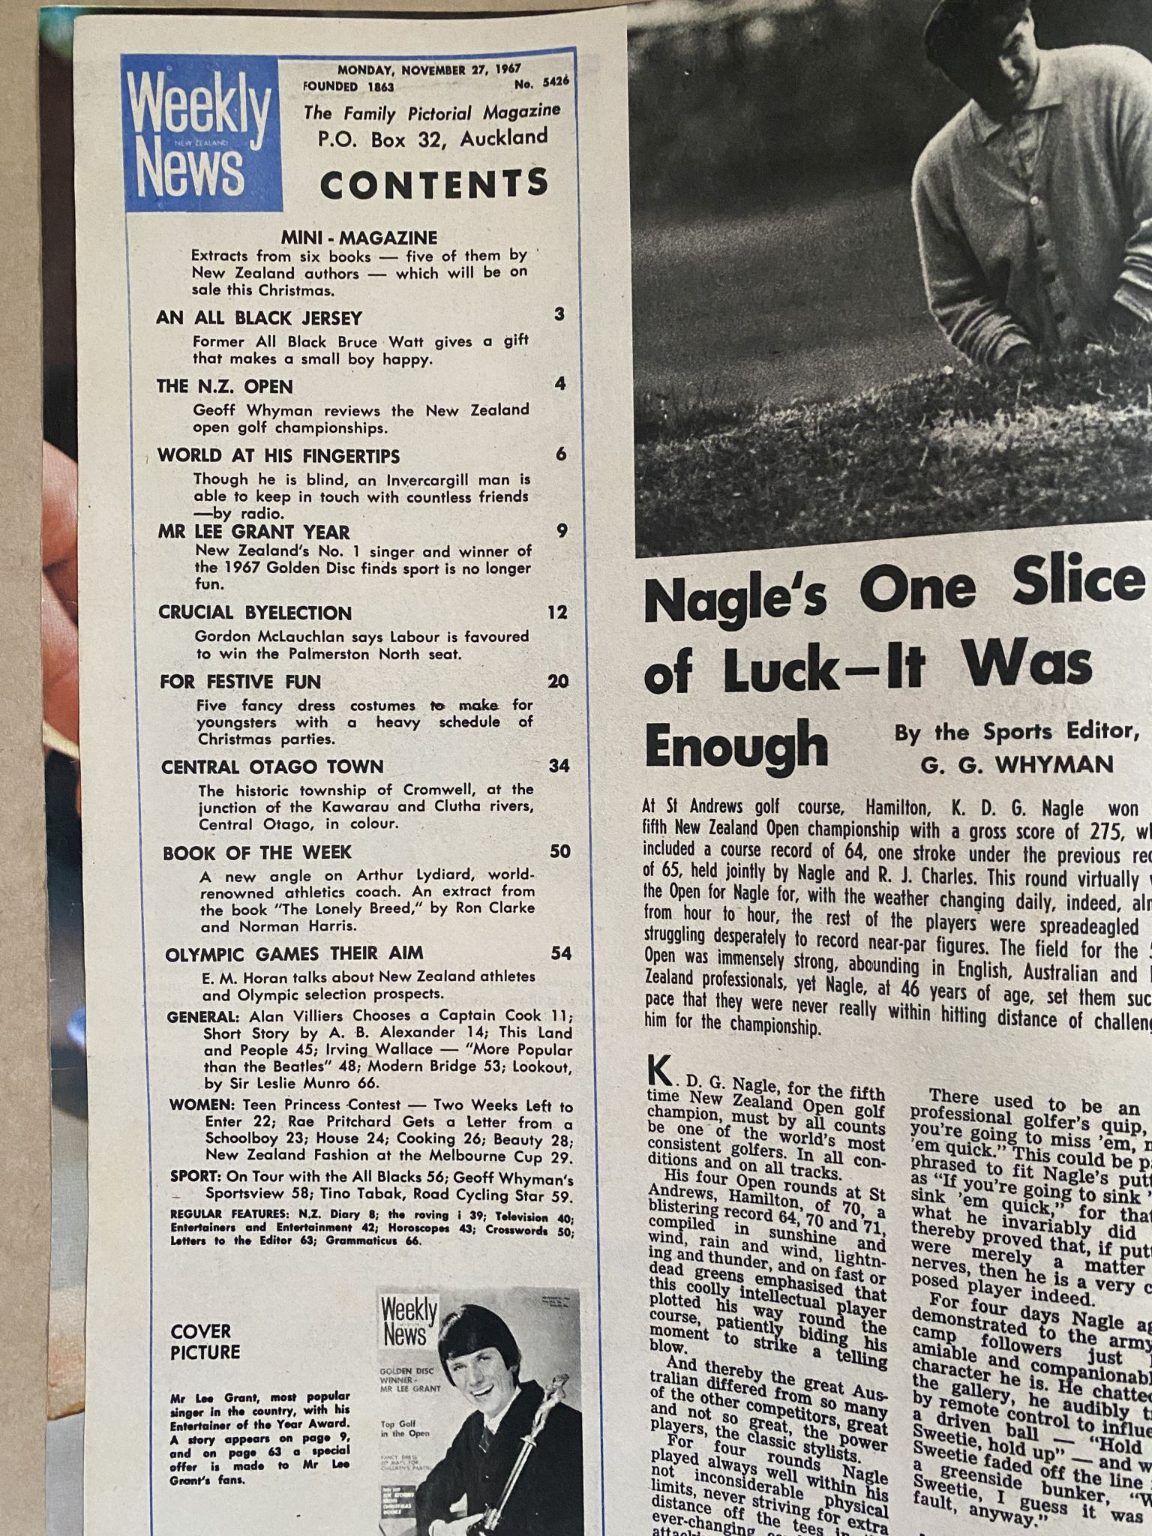 Weekly
NEW ZEALAND
News
MONDAY, NOVEMBER 27, 1967
FOUNDED 1863 No. 5426
The Family Pictorial Magazine
P.O. Box 32, Auckland
CONTENTS
MINI - MAGAZINE
Extracts from six books — five of them by
New Zealand authors — which will be on
sale this Christmas.
AN ALL BLACK JERSEY 3
Former All Black Bruce Watt gives a gift
that makes a small boy happy.
THE N.Z. OPEN 4
Geoff Whyman reviews the New Zealand
open golf championships.
WORLD AT HIS FINGERTIPS 6
Though he is blind, an Invercargill man is
able to keep in touch with countless friends
—by radio.
MR LEE GRANT YEAR 9
New Zealand's No. 1 singer and winner of
the 1967 Golden Disc finds sport is no longer
fun.
CRUCIAL BYELECTION 12
Gordon McLauchlan says Labour is favoured
to win the Palmerston North seat.
FOR FESTIVE FUN 20
Five fancy dress costumes to make for
youngsters with a heavy schedule of
Christmas parties.
CENTRAL OTAGO TOWN 34
The historic township of Cromwell, at the
junction of the Kawarau and Clutha rivers,
Central Otago, in colour.
BOOK OF THE WEEK 50
A new angle on Arthur Lydiard, world-
renowned athletics coach. An extract from
the book "The Lonely Breed," by Ron Clarke
and Norman Harris.
OLYMPIC GAMES THEIR AIM 54
E. M. Horan talks about New Zealand athletes
and Olympic selection prospects.
GENERAL: Alan Villiers Chooses a Captain Cook 11;
Short Story by A. B. Alexander 14; This Land
and People 45; Irving Wallace — "More Popular
than the Beatles" 48; Modern Bridge 53; Lookout,
by Sir Leslie Munro 66.
WOMEN: Teen Princess Contest — Two Weeks Left to
Enter 22; Rae Pritchard Gets a Letter from a
Schoolboy 23; House 24; Cooking 26; Beauty 28;
New Zealand Fashion at the Melbourne Cup 29.
SPORT: On Tour with the All Blacks 56; Geoff Whyman's
Sportsview 58; Tino Tabak, Road Cycling Star 59.
REGULAR FEATURES: N.Z. Diary 8; the roving i 39; Television 40;
Entertainers and Entertainment 42; Horoscopes 43; Crosswords 50;
Letters to the Editor 63; Grammaticus 66.
COVER
PICTURE
Mr Lee Grant, most popular
singer in the country, with his
Entertainer of the Year Award.
A story appears on page 9,
and on page 63 a special
offer is made to Mr Lee
Grant's fans.
Weekly
News
GOLDEN DISC
WINNER -
MR LEE GRANT
Top Golf
in the Open
Nagle's One Slice
of Luck—It Was
Enough
By the Sports Editor,
G. G. WHYMAN
At St Andrews golf course, Hamilton, K. D. G. Nagle won
fifth New Zealand Open championship with a gross score of 275, wh
included a course record of 64, one stroke under the previous rec
of 65, held jointly by Nagle and R. J. Charles. This round virtually
the Open for Nagle for, with the weather changing daily, indeed, alm
from hour to hour, the rest of the players were spreadeagled
struggling desperately to record near-par figures. The field for the
Open was immensely strong, abounding in English, Australian and
Zealand professionals, yet Nagle, at 46 years of age, set them suc
pace that they were never really within hitting distance of challen
him for the championship.
K. D. G. Nagle, for the fifth
time New Zealand Open golf
champion, must by all counts
be one of the world's most
consistent golfers. In all con-
ditions and on all tracks.
His four Open rounds at St
Andrews, Hamilton, of 70, a
blistering record 64, 70 and 71,
compiled in sunshine and
wind, rain and wind, lightn-
ing and thunder, and on fast or
dead greens emphasised that
this coolly intellectual player
plotted his way round the
course, patiently biding his
moment to strike a telling
blow.
And thereby the great Aus-
tralian differed from so many
of the other competitors, great
and not so great, the power
players, the classic stylists.
For four rounds Nagle
played always well within his
not inconsiderable physical
limits, never striving for extra
distance off the tees in
ever-changing
There used to be an
professional golfer's quip,
you're going to miss 'em, m
'em quick." This could be pa
phrased to fit Nagle's putt
as "If you're going to sink '
sink 'em quick," for that
what he invariably did
thereby proved that, if putt
were merely a matter
nerves, then he is a very c
posed player indeed.
For four days Nagle ag
demonstrated to the army
camp followers just
amiable and companionabl
character he is. He chatted
the gallery, he audibly t
by remote control to influe
a driven ball — "Hold
Sweetie, hold up" — and w
Sweetie faded off the line
a greenside bunker, "W
Sweetie, I guess it was
fault, anyway."